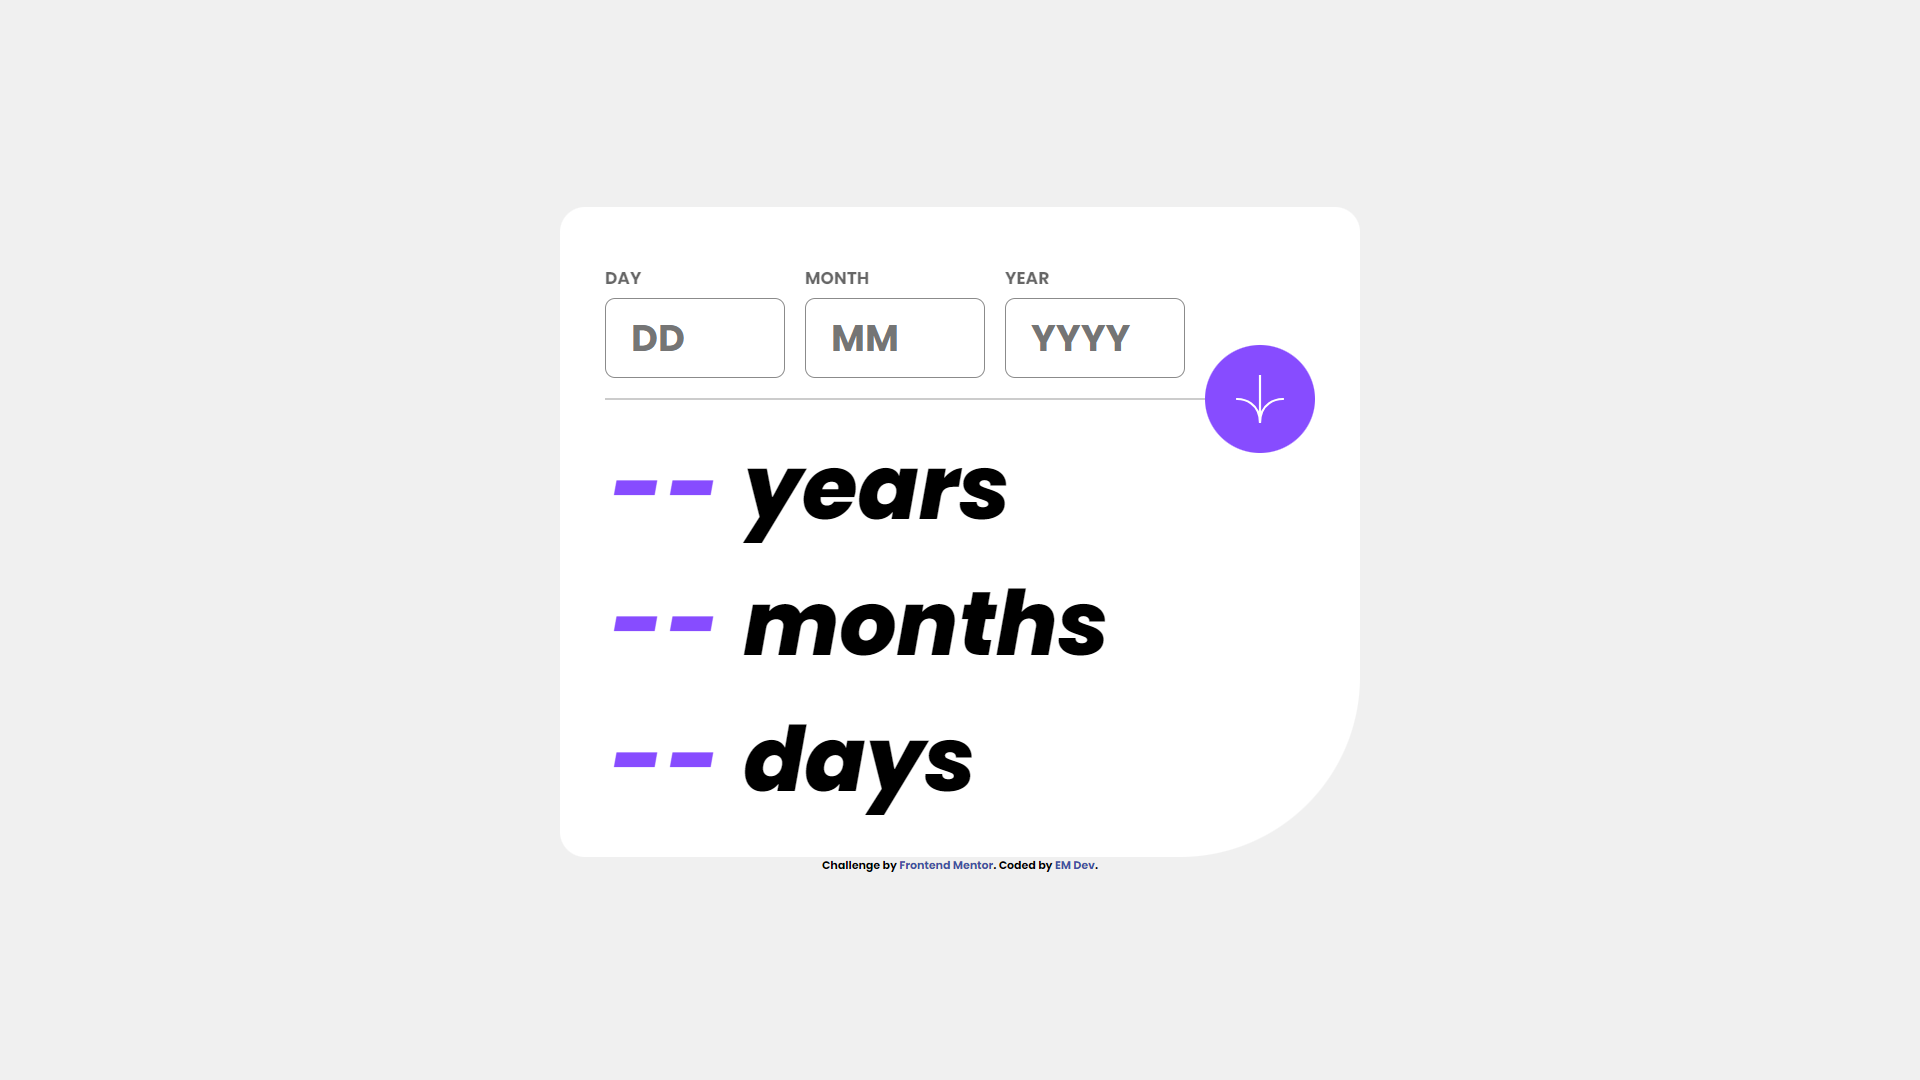 DAY MONTH YEAR
DD MM YYYY
-- years
-- months
-- days
Challenge by Frontend Mentor. Coded by EM Dev.